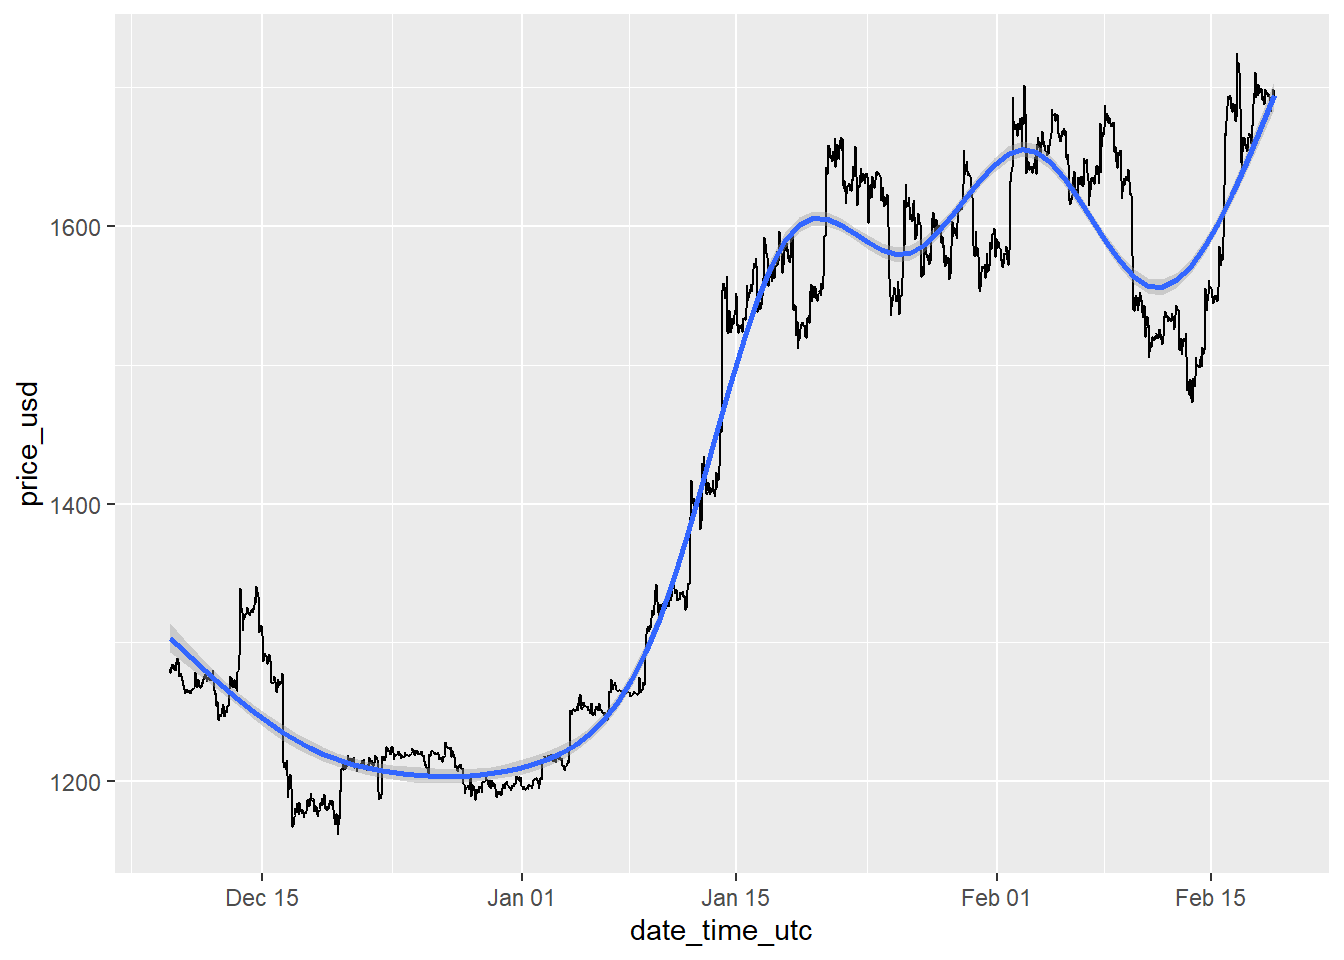 price_usd
1600
1400
1200
Dec 15
Jan 01
Jan 15
Feb 01
Feb 15
date_time_utc